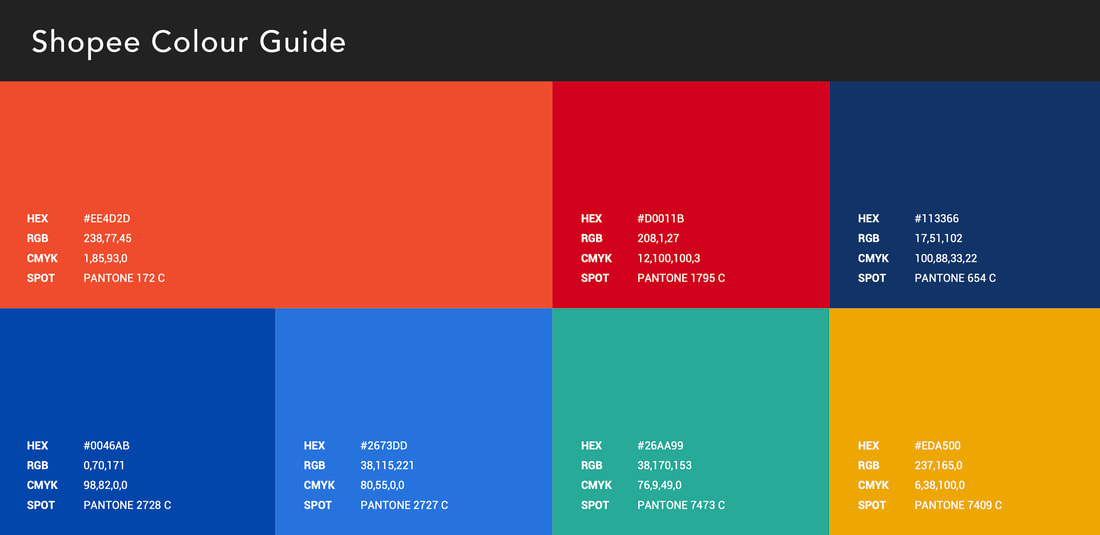 Shopee Colour Guide
HEX #EE4D2D
RGB 238,77,45
CMYK 1,85,93,0
SPOT PANTONE 172 C
HEX #D0011B
RGB 208,1,27
CMYK 12,100,100,3
SPOT PANTONE 1795 C
HEX #113366
RGB 17,51,102
CMYK 100,88,33,22
SPOT PANTONE 654 C
HEX #0046AB
RGB 0,70,171
CMYK 98,82,0,0
SPOT PANTONE 2728 C
HEX #2673DD
RGB 38,115,221
CMYK 80,55,0,0
SPOT PANTONE 2727 C
HEX #26AA99
RGB 38,170,153
CMYK 76,9,49,0
SPOT PANTONE 7473 C
HEX #EDA500
RGB 237,165,0
CMYK 6,38,100,0
SPOT PANTONE 7409 C